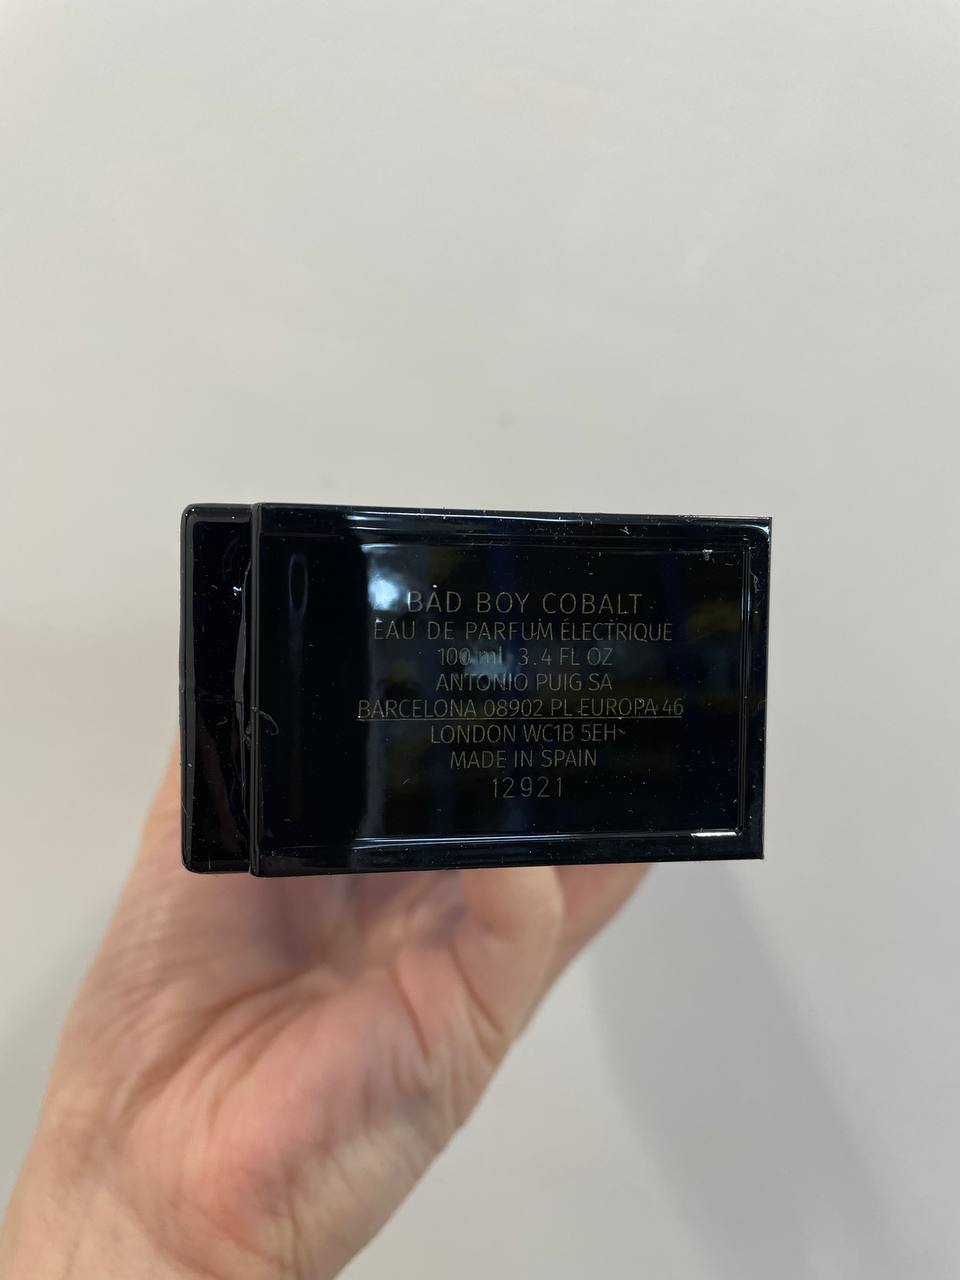 BAD BOY COBALT
EAU DE PARFUM ÉLECTRIQUE
100 ml 3.4 FL OZ
ANTONIO PUIG SA
BARCELONA 08902 PL EUROPA 46
LONDON WC1B 5EH
MADE IN SPAIN
12921